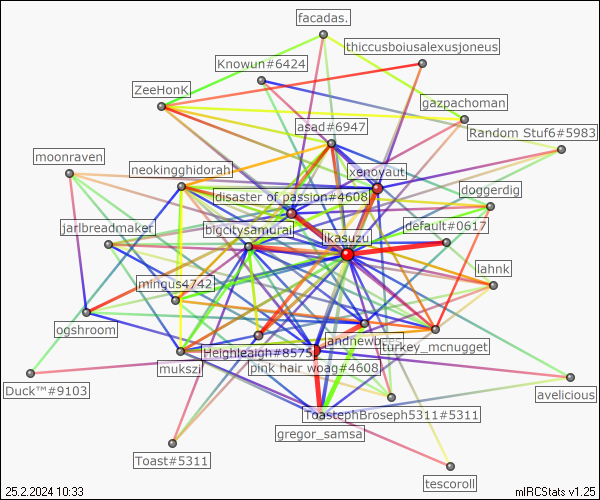 facadas.
thiccusboiusalexusjoneus
Knowun#6424
ZeeHonK
gazpachoman
asad#6947
Random Stuf6#5983
moonraven
neokingghidorah
xenoyaut
disaster of passion#4608
doggerdig
jarlbreadmaker
bigcitysamurai
default#0617
ikasuzu
lahnk
mingus4742
ogshroom
jandnewbees
turkey_mcnugget
Heighleaigh#8575
mukszi
pink hair woag#4608
Duck™#9103
avelicious
ToastephBroseph5311#5311
gregor_samsa
Toast#5311
tescoroll
25.2.2024 10:33
mIRCStats v1.25